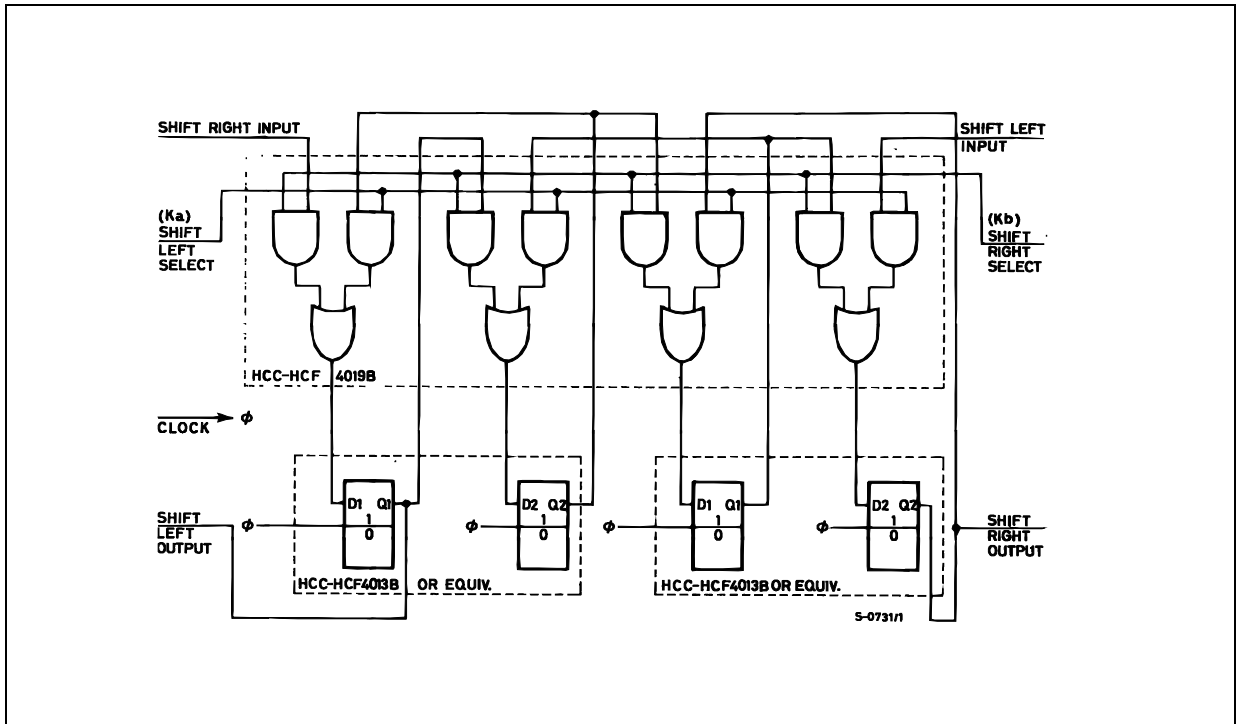 SHIFT RIGHT INPUT
SHIFT LEFT
INPUT
(Ka)
SHIFT
LEFT
SELECT
(Kb)
SHIFT
RIGHT
SELECT
HCC-HCF 4019B
CLOCK
ϕ
SHIFT
LEFT
OUTPUT
ϕ
D1 Q1
1
0
ϕ
D2 Q2
1
0
HCC-HCF4013B OR EQUIV.
ϕ
D1 Q1
1
0
ϕ
D2 Q2
1
0
HCC-HCF4013B OR EQUIV.
SHIFT
RIGHT
OUTPUT
S-0731/1